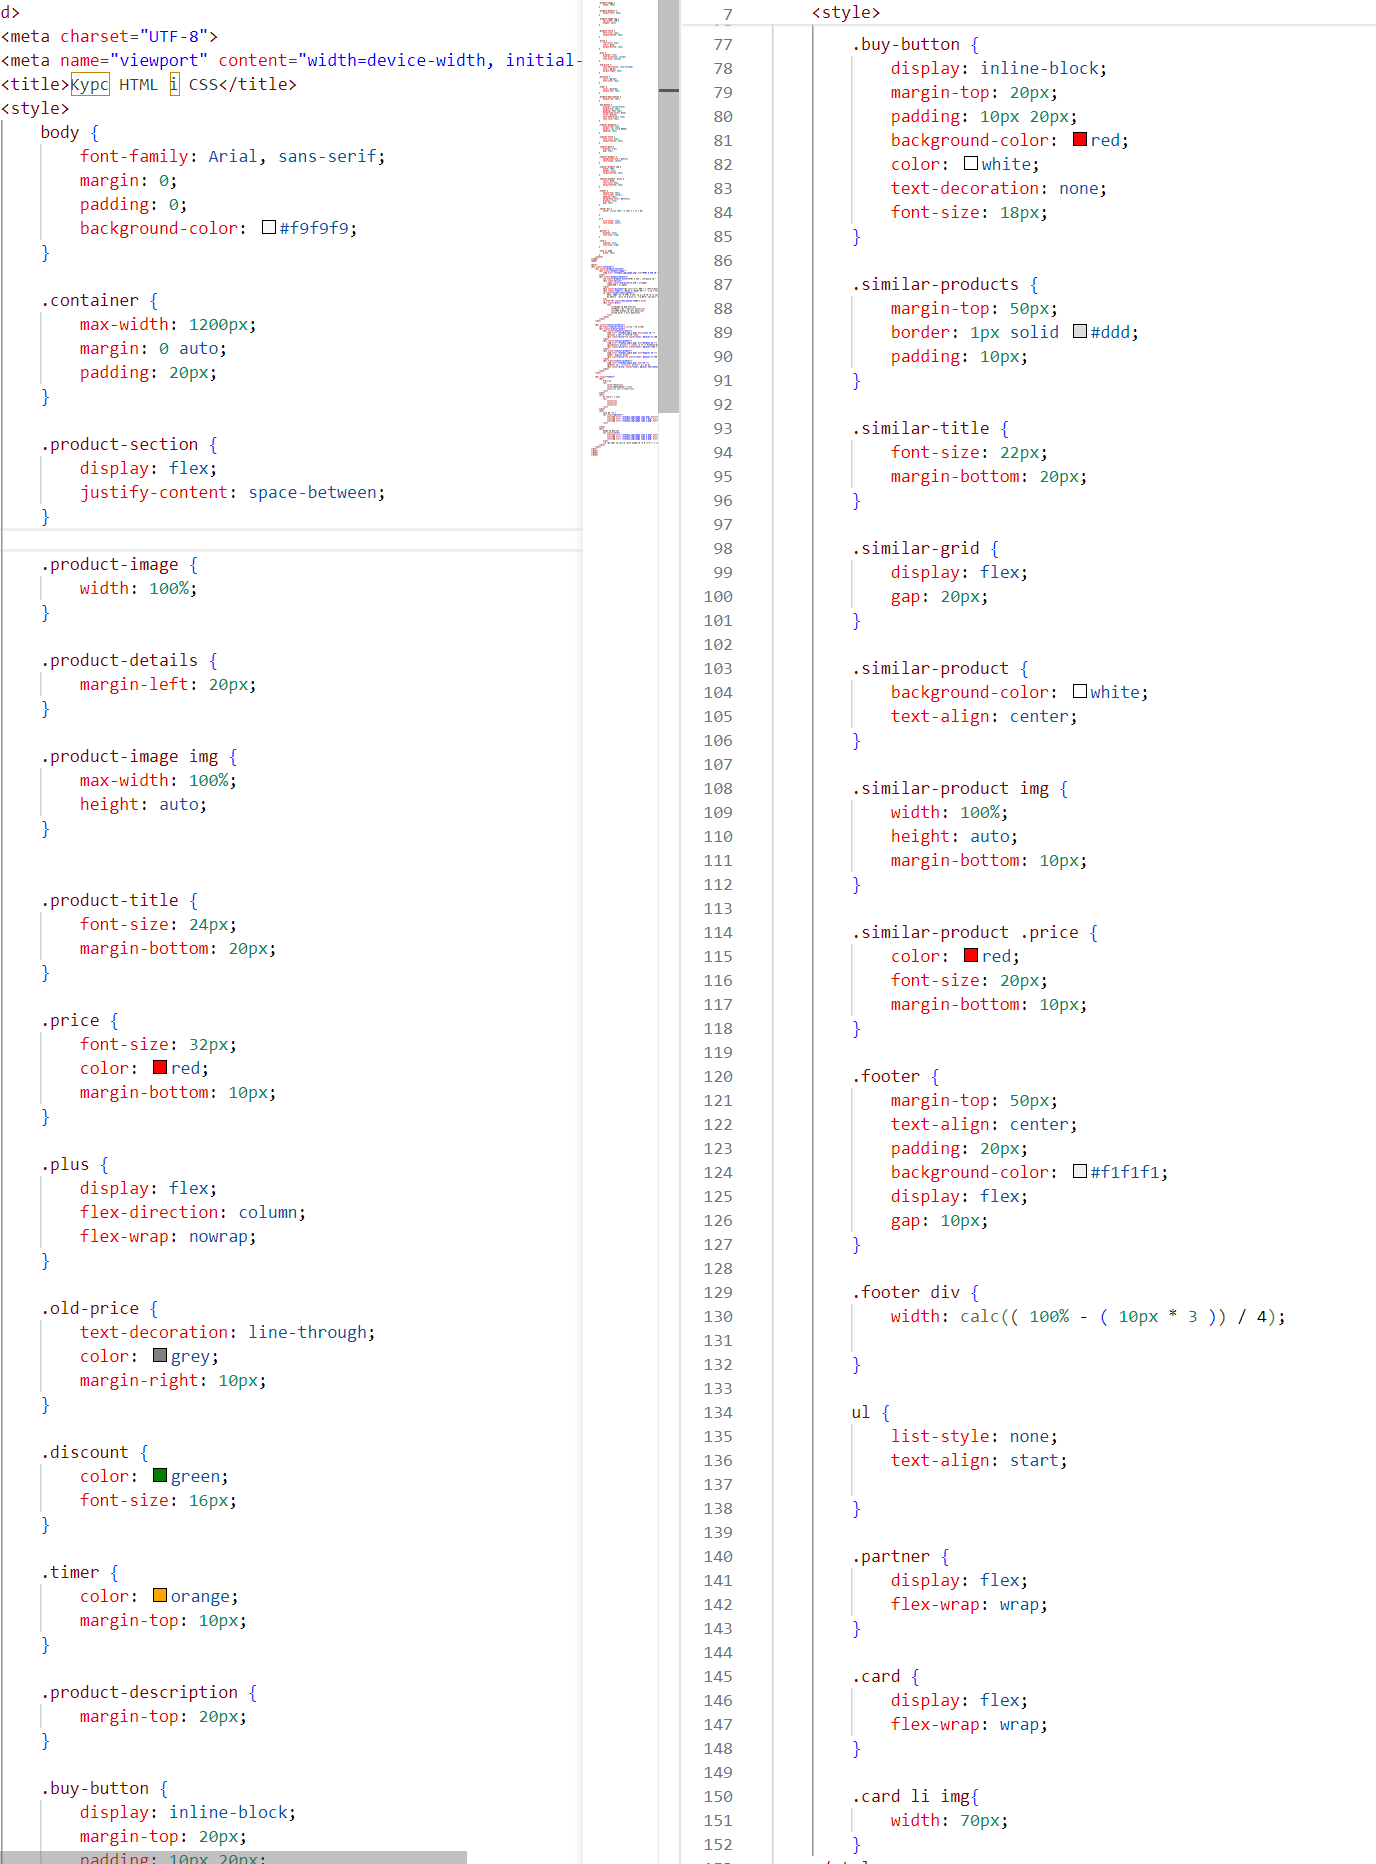 d>
<meta charset="UTF-8">
<meta name="viewport" content="width=device-width, initial-
<title>Курс HTML і CSS</title>
<style>
body {
font-family: Arial, sans-serif;
margin: 0;
padding: 0;
background-color: #f9f9f9;
}
.container {
max-width: 1200px;
margin: 0 auto;
padding: 20px;
}
.product-section {
display: flex;
justify-content: space-between;
}
.product-image {
width: 100%;
}
.product-details {
margin-left: 20px;
}
.product-image img {
max-width: 100%;
height: auto;
}
.product-title {
font-size: 24px;
margin-bottom: 20px;
}
.price {
font-size: 32px;
color: red;
margin-bottom: 10px;
}
.plus {
display: flex;
flex-direction: column;
flex-wrap: nowrap;
}
.old-price {
text-decoration: line-through;
color: grey;
margin-right: 10px;
}
.discount {
color: green;
font-size: 16px;
}
.timer {
color: orange;
margin-top: 10px;
}
.product-description {
margin-top: 20px;
}
.buy-button {
display: inline-block;
margin-top: 20px;
padding: 10px 20px;
7 <style>
77 .buy-button {
78 display: inline-block;
79 margin-top: 20px;
80 padding: 10px 20px;
81 background-color: red;
82 color: white;
83 text-decoration: none;
84 font-size: 18px;
85 }
86
87 .similar-products {
88 margin-top: 50px;
89 border: 1px solid #ddd;
90 padding: 10px;
91 }
92
93 .similar-title {
94 font-size: 22px;
95 margin-bottom: 20px;
96 }
97
98 .similar-grid {
99 display: flex;
100 gap: 20px;
101 }
102
103 .similar-product {
104 background-color: white;
105 text-align: center;
106 }
107
108 .similar-product img {
109 width: 100%;
110 height: auto;
111 margin-bottom: 10px;
112 }
113
114 .similar-product .price {
115 color: red;
116 font-size: 20px;
117 margin-bottom: 10px;
118 }
119
120 .footer {
121 margin-top: 50px;
122 text-align: center;
123 padding: 20px;
124 background-color: #f1f1f1;
125 display: flex;
126 gap: 10px;
127 }
128
129 .footer div {
130 width: calc(( 100% - ( 10px * 3 )) / 4);
131
132 }
133
134 ul {
135 list-style: none;
136 text-align: start;
137
138 }
139
140 .partner {
141 display: flex;
142 flex-wrap: wrap;
143 }
144
145 .card {
146 display: flex;
147 flex-wrap: wrap;
148 }
149
150 .card li img{
151 width: 70px;
152 }